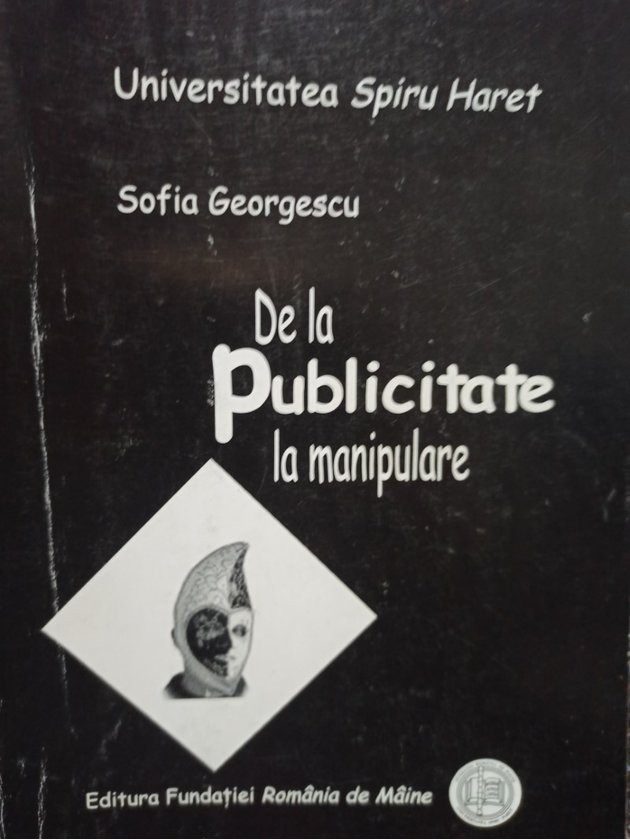 Universitatea Spiru Haret
Sofia Georgescu
De la
Publicitate
la manipulare
Editura Fundației România de Mâine